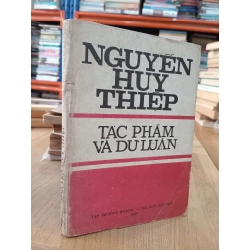 NGUYỄN
HUY
THIỆP
TÁC PHẨM
VÀ DƯ LUẬN